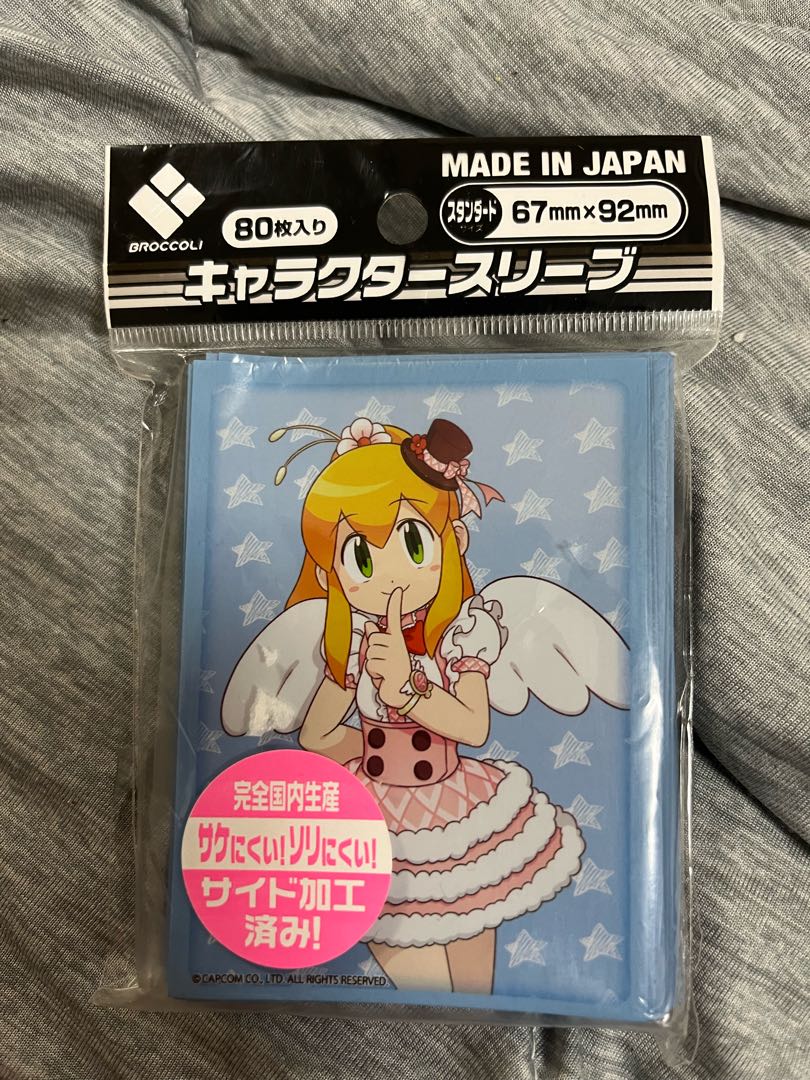 MADE IN JAPAN
BROCCOLI
80枚入り
スタンダード
サイズ
67mm×92mm
キャラクタースリーブ
完全国内生産
サケにくい!ソリにくい!
サイド加工
済み!
©CAPCOM CO., LTD. ALL RIGHTS RESERVED.